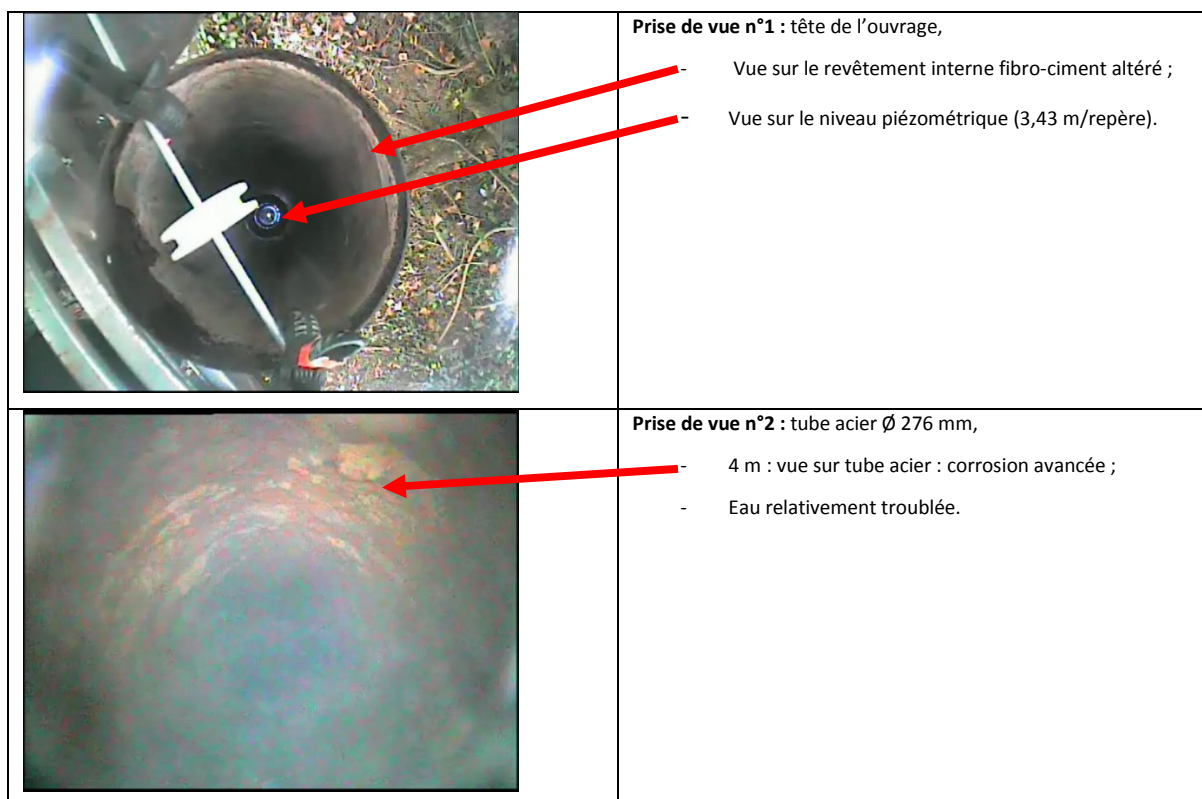 Prise de vue n°1 : tête de l'ouvrage,
- Vue sur le revêtement interne fibro-ciment altéré ;
- Vue sur le niveau piézométrique (3,43 m/repère).
Prise de vue n°2 : tube acier Ø 276 mm,
- 4 m : vue sur tube acier : corrosion avancée ;
- Eau relativement troublée.